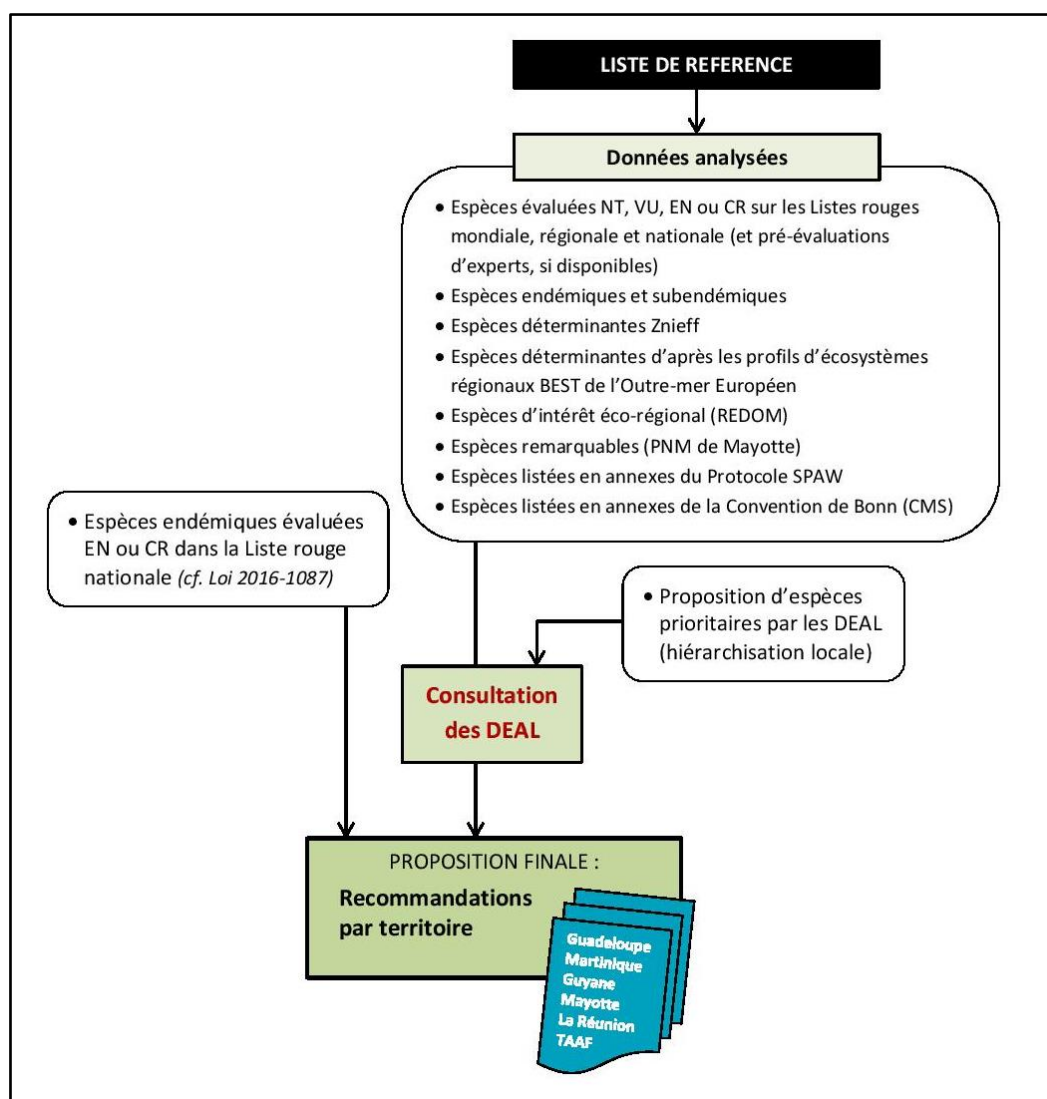 LISTE DE REFERENCE
Données analysées
• Espèces évaluées NT, VU, EN ou CR sur les Listes rouges
mondiale, régionale et nationale (et pré-évaluations
d’experts, si disponibles)
• Espèces endémiques et subendémiques
• Espèces déterminantes Znieff
• Espèces déterminantes d’après les profils d’écosystèmes
régionaux BEST de l’Outre-mer Européen
• Espèces d’intérêt éco-régional (REDOM)
• Espèces remarquables (PNM de Mayotte)
• Espèces listées en annexes du Protocole SPAW
• Espèces listées en annexes de la Convention de Bonn (CMS)
• Espèces endémiques évaluées
EN ou CR dans la Liste rouge
nationale (cf. Loi 2016-1087)
• Proposition d’espèces
prioritaires par les DEAL
(hiérarchisation locale)
Consultation
des DEAL
PROPOSITION FINALE :
Recommandations
par territoire
Guadeloupe
Martinique
Guyane
Mayotte
La Réunion
TAAF